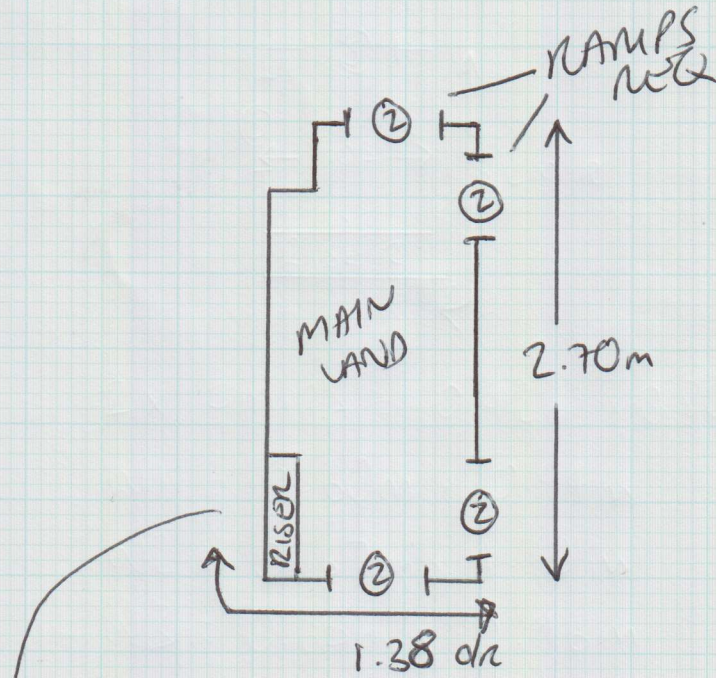 RAMPS
REQ
②
②
MAIN
LAND
2.70m
RISER
②
②
1.38 d/r